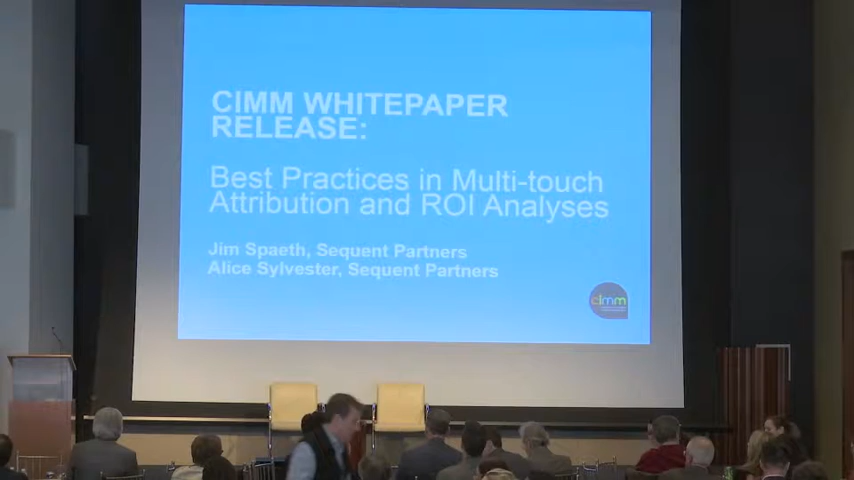 CIMM WHITEPAPER
RELEASE:
Best Practices in Multi-touch
Attribution and ROI Analyses
Jim Spaeth, Sequent Partners
Alice Sylvester, Sequent Partners
cimm